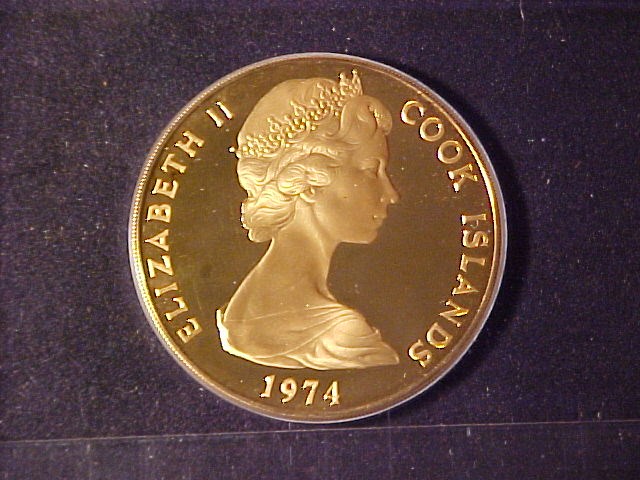 ELIZABETH II
COOK ISLANDS
1974